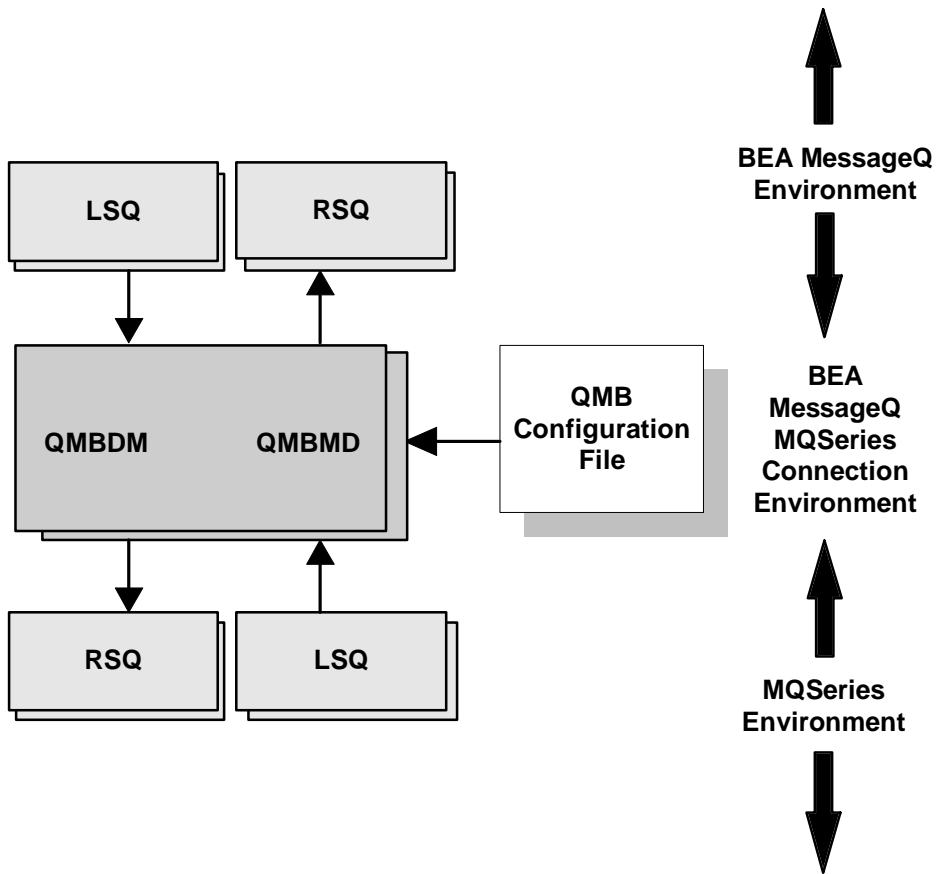 LSQ
RSQ
BEA MessageQ
Environment
QMBDM
QMBMD
QMB
Configuration
File
BEA
MessageQ
MQSeries
Connection
Environment
RSQ
LSQ
MQSeries
Environment